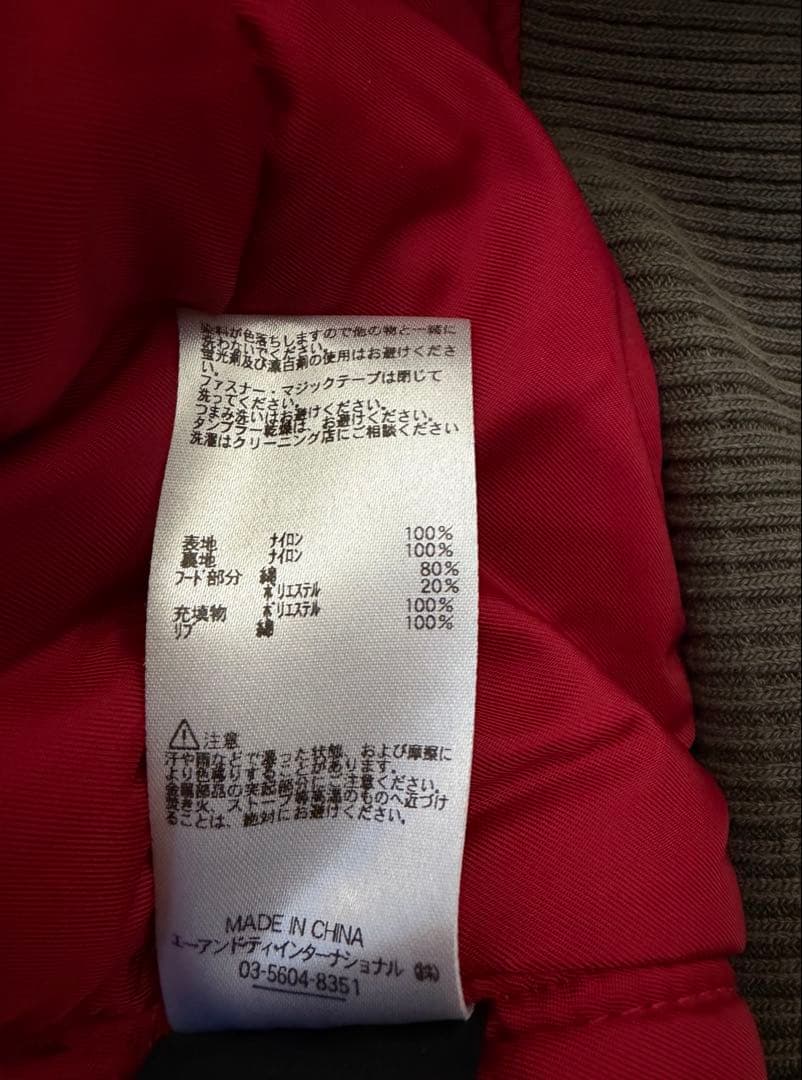 染料が色落ちしますので他の物と一緒に
洗わないでください。
蛍光剤及び漂白剤の使用はお避けくださ
い。
ファスナー・マジックテープは閉じて
洗ってください。
つまみ洗いはお避けください。
タンブラー乾燥は、お避けください。
洗濯はクリーニング店にご相談ください
表地 ナイロン 100%
裏地 ナイロン 100%
フード部分 綿 80%
ポリエステル 20%
充填物 ポリエステル 100%
リブ 綿 100%
注意
汗や雨などで湿った状態、および摩擦に
より色移りすることがあります。
金属部品の突起部分にご注意ください。
焚き火、ストーブ等高温のものへ近づけ
ることは、絶対にお避けください。
MADE IN CHINA
エーアンドティ・インターナショナル (株)
03-5604-8351